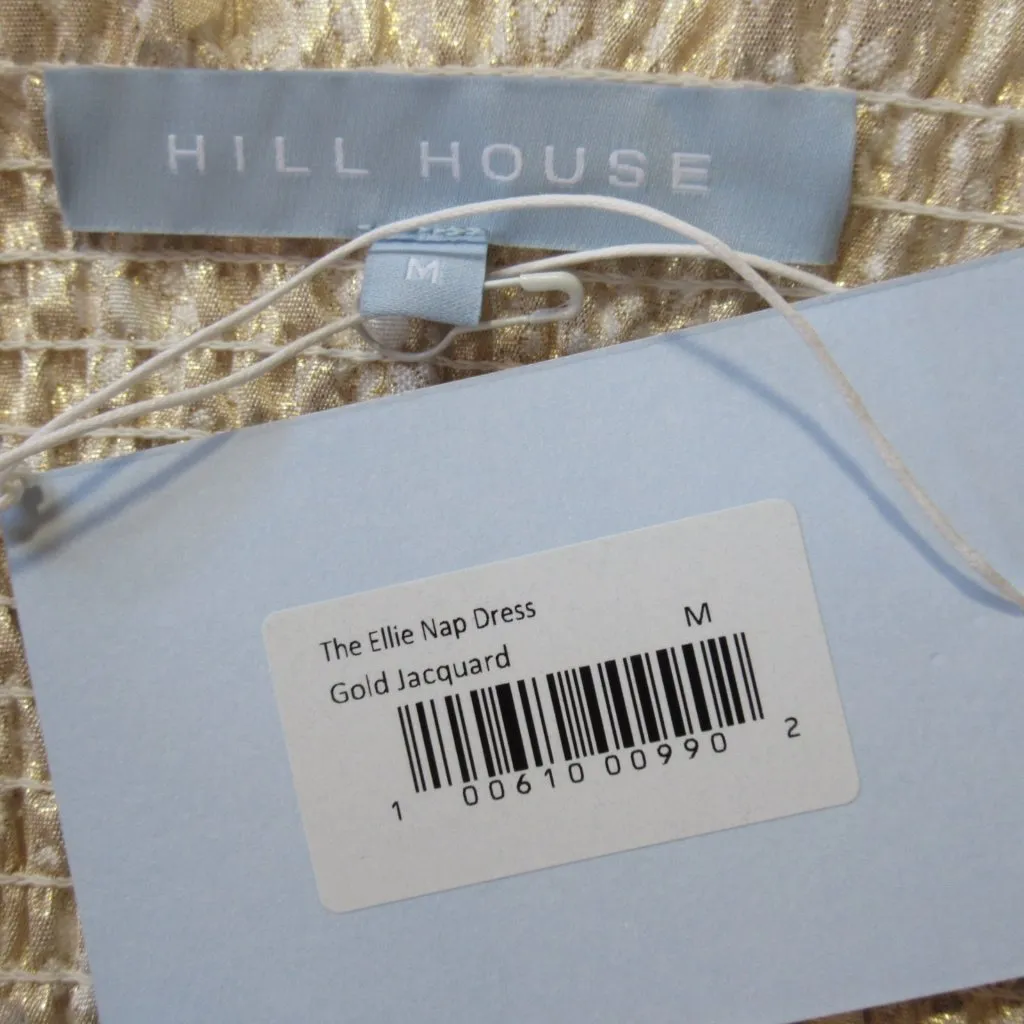 HILL HOUSE
M
The Ellie Nap Dress M
Gold Jacquard
1 00610 00990 2